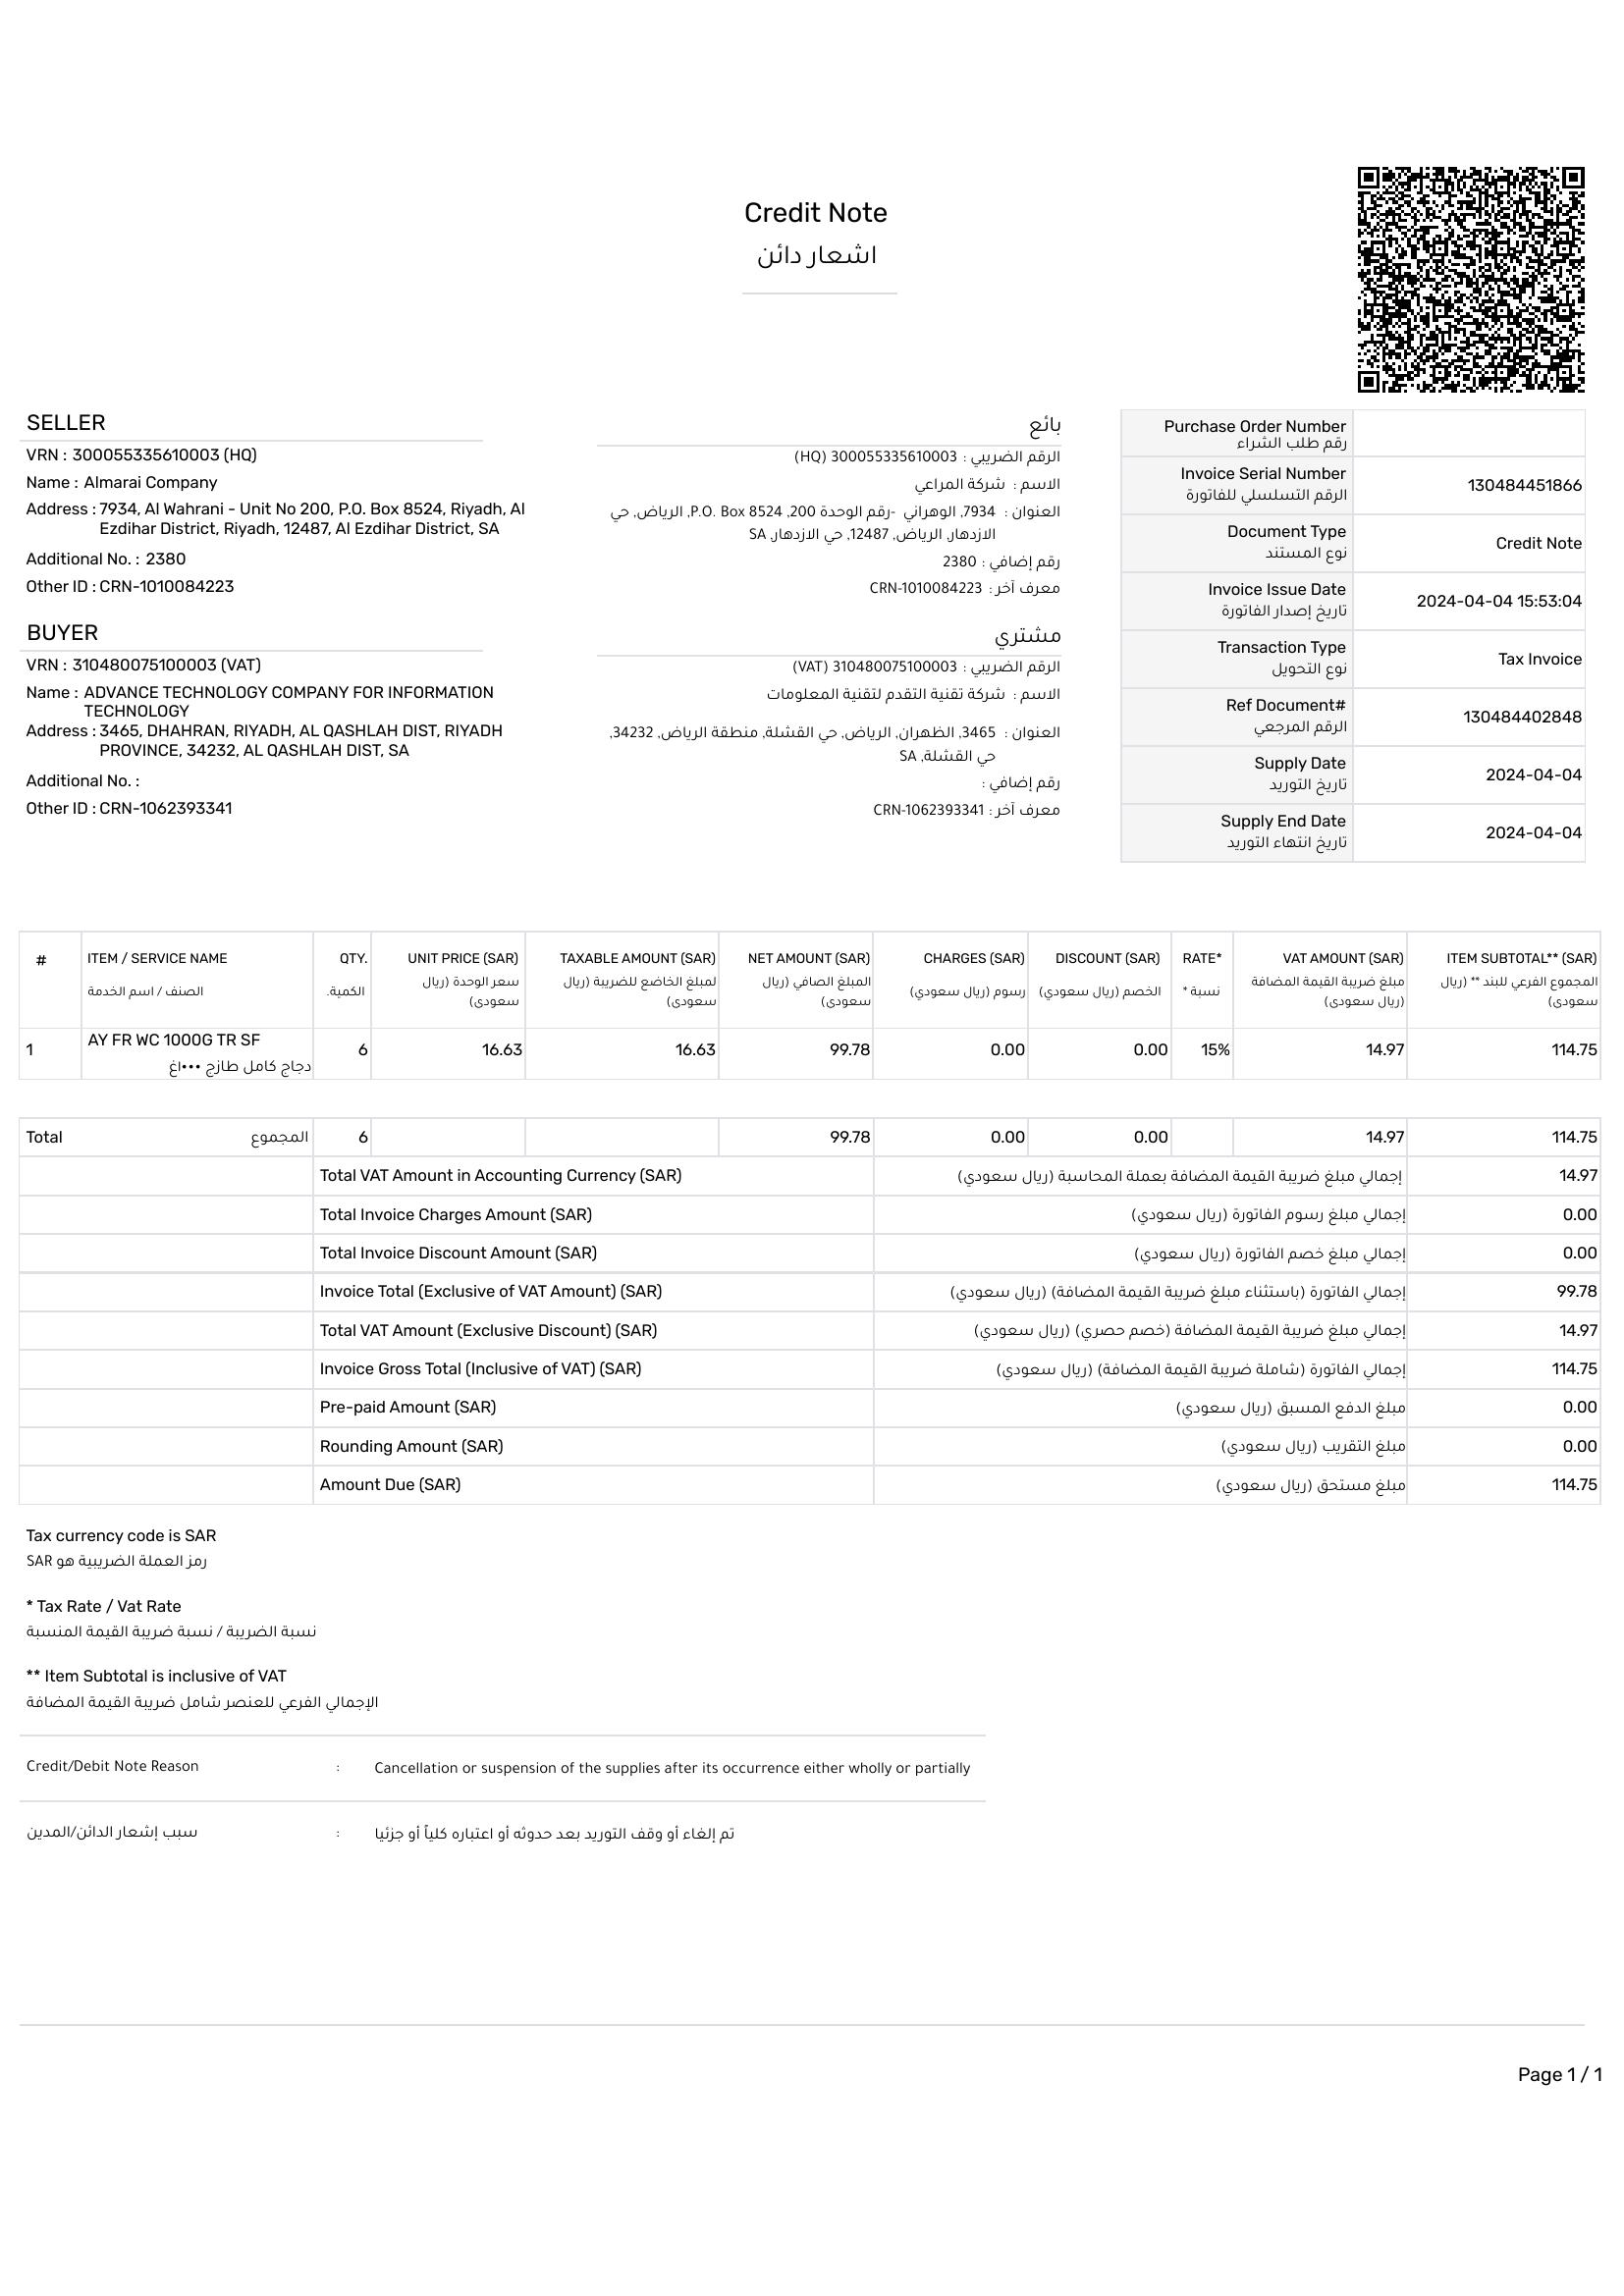 Credit Note
اشعار دائن
SELLER
VRN : 300055335610003 (HQ)
Name : Almarai Company
Address : 7934, Al Wahrani - Unit No 200, P.O. Box 8524, Riyadh, Al
Ezdihar District, Riyadh, 12487, Al Ezdihar District, SA
Additional No. : 2380
Other ID : CRN-1010084223
بائع
الرقم الضريبي : 300055335610003 (HQ)
الاسم : شركة المراعي
العنوان : 7934, الوهراني -رقم الوحدة 200, P.O. Box 8524, الرياض, حي
الازدهار, الرياض, 12487, حي الازدهار, SA
رقم إضافي : 2380
معرف آخر : CRN-1010084223
BUYER
VRN : 310480075100003 (VAT)
Name : ADVANCE TECHNOLOGY COMPANY FOR INFORMATION
TECHNOLOGY
Address : 3465, DHAHRAN, RIYADH, AL QASHLAH DIST, RIYADH
PROVINCE, 34232, AL QASHLAH DIST, SA
Additional No. :
Other ID : CRN-1062393341
مشتري
الرقم الضريبي : 310480075100003 (VAT)
الاسم : شركة تقنية التقدم لتقنية المعلومات
العنوان : 3465, الظهران, الرياض, حي القشلة, منطقة الرياض, 34232,
حي القشلة, SA
رقم إضافي :
معرف آخر : CRN-1062393341
Purchase Order Number
رقم طلب الشراء
Invoice Serial Number 130484451866
الرقم التسلسلي للفاتورة
Document Type Credit Note
نوع المستند
Invoice Issue Date 2024-04-04 15:53:04
تاريخ إصدار الفاتورة
Transaction Type Tax Invoice
نوع التحويل
Ref Document# 130484402848
الرقم المرجعي
Supply Date 2024-04-04
تاريخ التوريد
Supply End Date 2024-04-04
تاريخ انتهاء التوريد
# ITEM / SERVICE NAME QTY. UNIT PRICE (SAR) TAXABLE AMOUNT (SAR) NET AMOUNT (SAR) CHARGES (SAR) DISCOUNT (SAR) RATE* VAT AMOUNT (SAR) ITEM SUBTOTAL** (SAR)
الصنف / اسم الخدمة الكمية. سعر الوحدة (ريال سعودى) لمبلغ الخاضع للضريبة (ريال سعودى) المبلغ الصافي (ريال سعودى) رسوم (ريال سعودي) الخصم (ريال سعودي) نسبة * مبلغ ضريبة القيمة المضافة (ريال سعودى) المجموع الفرعي للبند ** (ريال سعودى)
1 AY FR WC 1000G TR SF 6 16.63 16.63 99.78 0.00 0.00 15% 14.97 114.75
دجاج كامل طازج ١٠٠٠غ
Total المجموع 6 99.78 0.00 0.00 14.97 114.75
Total VAT Amount in Accounting Currency (SAR) إجمالي مبلغ ضريبة القيمة المضافة بعملة المحاسبة (ريال سعودي) 14.97
Total Invoice Charges Amount (SAR) إجمالي مبلغ رسوم الفاتورة (ريال سعودي) 0.00
Total Invoice Discount Amount (SAR) إجمالي مبلغ خصم الفاتورة (ريال سعودي) 0.00
Invoice Total (Exclusive of VAT Amount) (SAR) إجمالي الفاتورة (باستثناء مبلغ ضريبة القيمة المضافة) (ريال سعودي) 99.78
Total VAT Amount (Exclusive Discount) (SAR) إجمالي مبلغ ضريبة القيمة المضافة (خصم حصري) (ريال سعودي) 14.97
Invoice Gross Total (Inclusive of VAT) (SAR) إجمالي الفاتورة (شاملة ضريبة القيمة المضافة) (ريال سعودي) 114.75
Pre-paid Amount (SAR) مبلغ الدفع المسبق (ريال سعودي) 0.00
Rounding Amount (SAR) مبلغ التقريب (ريال سعودي) 0.00
Amount Due (SAR) مبلغ مستحق (ريال سعودي) 114.75
Tax currency code is SAR
رمز العملة الضريبية هو SAR
* Tax Rate / Vat Rate
نسبة الضريبة / نسبة ضريبة القيمة المنسبة
** Item Subtotal is inclusive of VAT
الإجمالي الفرعي للعنصر شامل ضريبة القيمة المضافة
Credit/Debit Note Reason : Cancellation or suspension of the supplies after its occurrence either wholly or partially
سبب إشعار الدائن/المدين : تم إلغاء أو وقف التوريد بعد حدوثه أو اعتباره كلياً أو جزئيا
Page 1 / 1